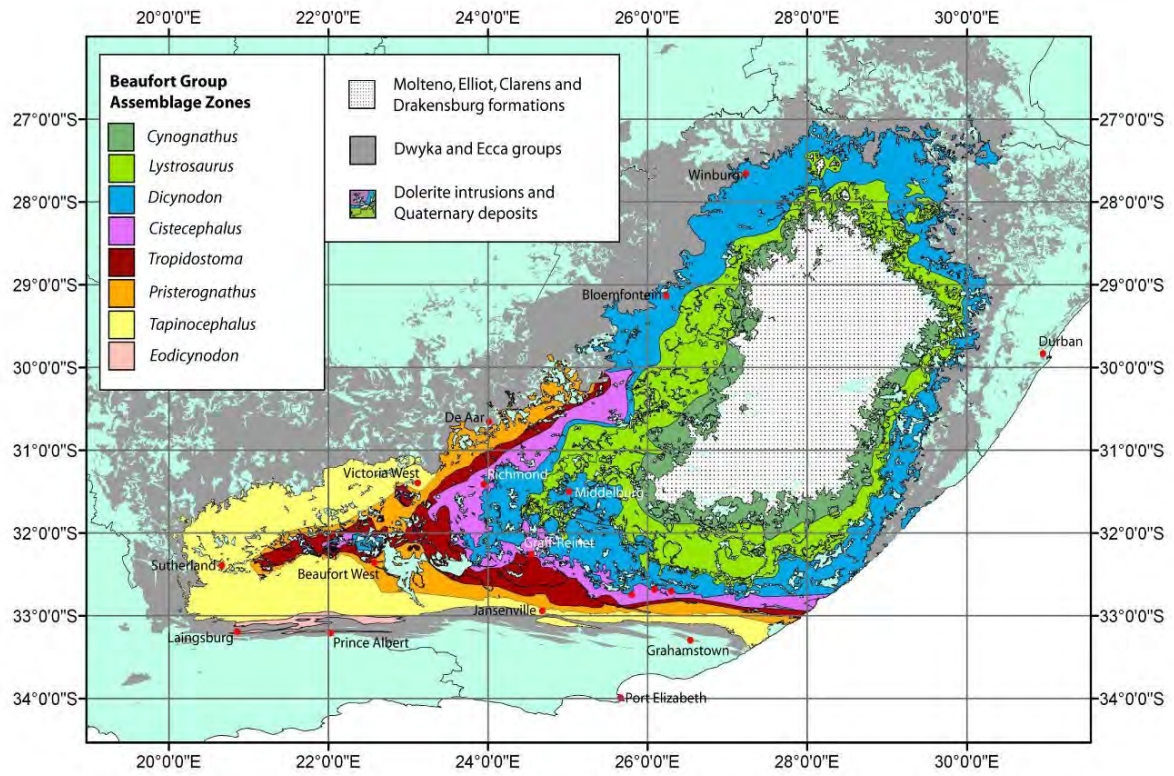 20°0'0"E 22°0'0"E 24°0'0"E 26°0'0"E 28°0'0"E 30°0'0"E
Beaufort Group
Assemblage Zones
Cynognathus
Lystrosaurus
Dicynodon
Cistecephalus
Tropidostoma
Pristerognathus
Tapinocephalus
Eodicynodon
Molteno, Elliot, Clarens and
Drakensburg formations
Dwyka and Ecca groups
Dolerite intrusions and
Quaternary deposits
27°0'0"S 27°0'0"S
Winburg
28°0'0"S 28°0'0"S
29°0'0"S 29°0'0"S
Bloemfontein
Durban
30°0'0"S 30°0'0"S
De Aar
31°0'0"S 31°0'0"S
Victoria West
Richmond
Middelburg
32°0'0"S 32°0'0"S
Graff-Reinet
Sutherland
Beaufort West
33°0'0"S 33°0'0"S
Jansenville
Laingsburg
Prince Albert
Grahamstown
34°0'0"S 34°0'0"S
Port Elizabeth
20°0'0"E 22°0'0"E 24°0'0"E 26°0'0"E 28°0'0"E 30°0'0"E